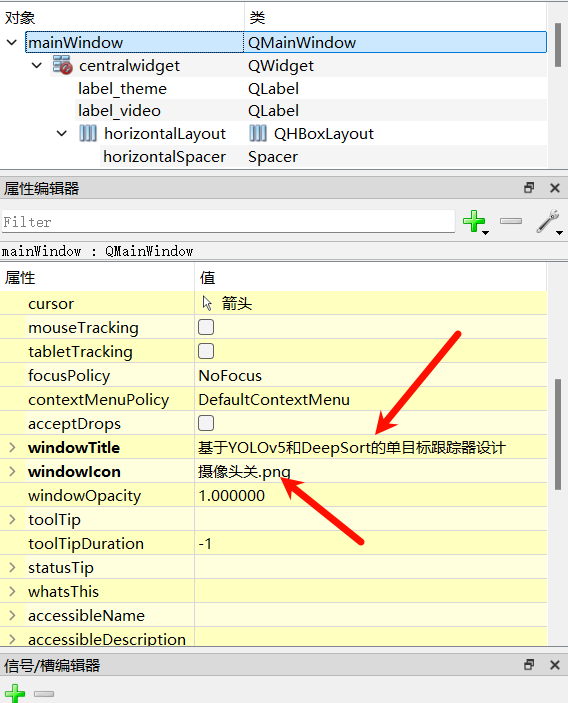 对象 类
mainWindow QMainWindow
centralwidget QWidget
label_theme QLabel
label_video QLabel
horizontalLayout QHBoxLayout
horizontalSpacer Spacer
属性编辑器
Filter
mainWindow : QMainWindow
属性 值
cursor 箭头
mouseTracking
tabletTracking
focusPolicy NoFocus
contextMenuPolicy DefaultContextMenu
acceptDrops
windowTitle 基于YOLOv5和DeepSort的单目标跟踪器设计
windowIcon 摄像头关.png
windowOpacity 1.000000
toolTip
toolTipDuration -1
statusTip
whatsThis
accessibleName
accessibleDescription
信号/槽编辑器